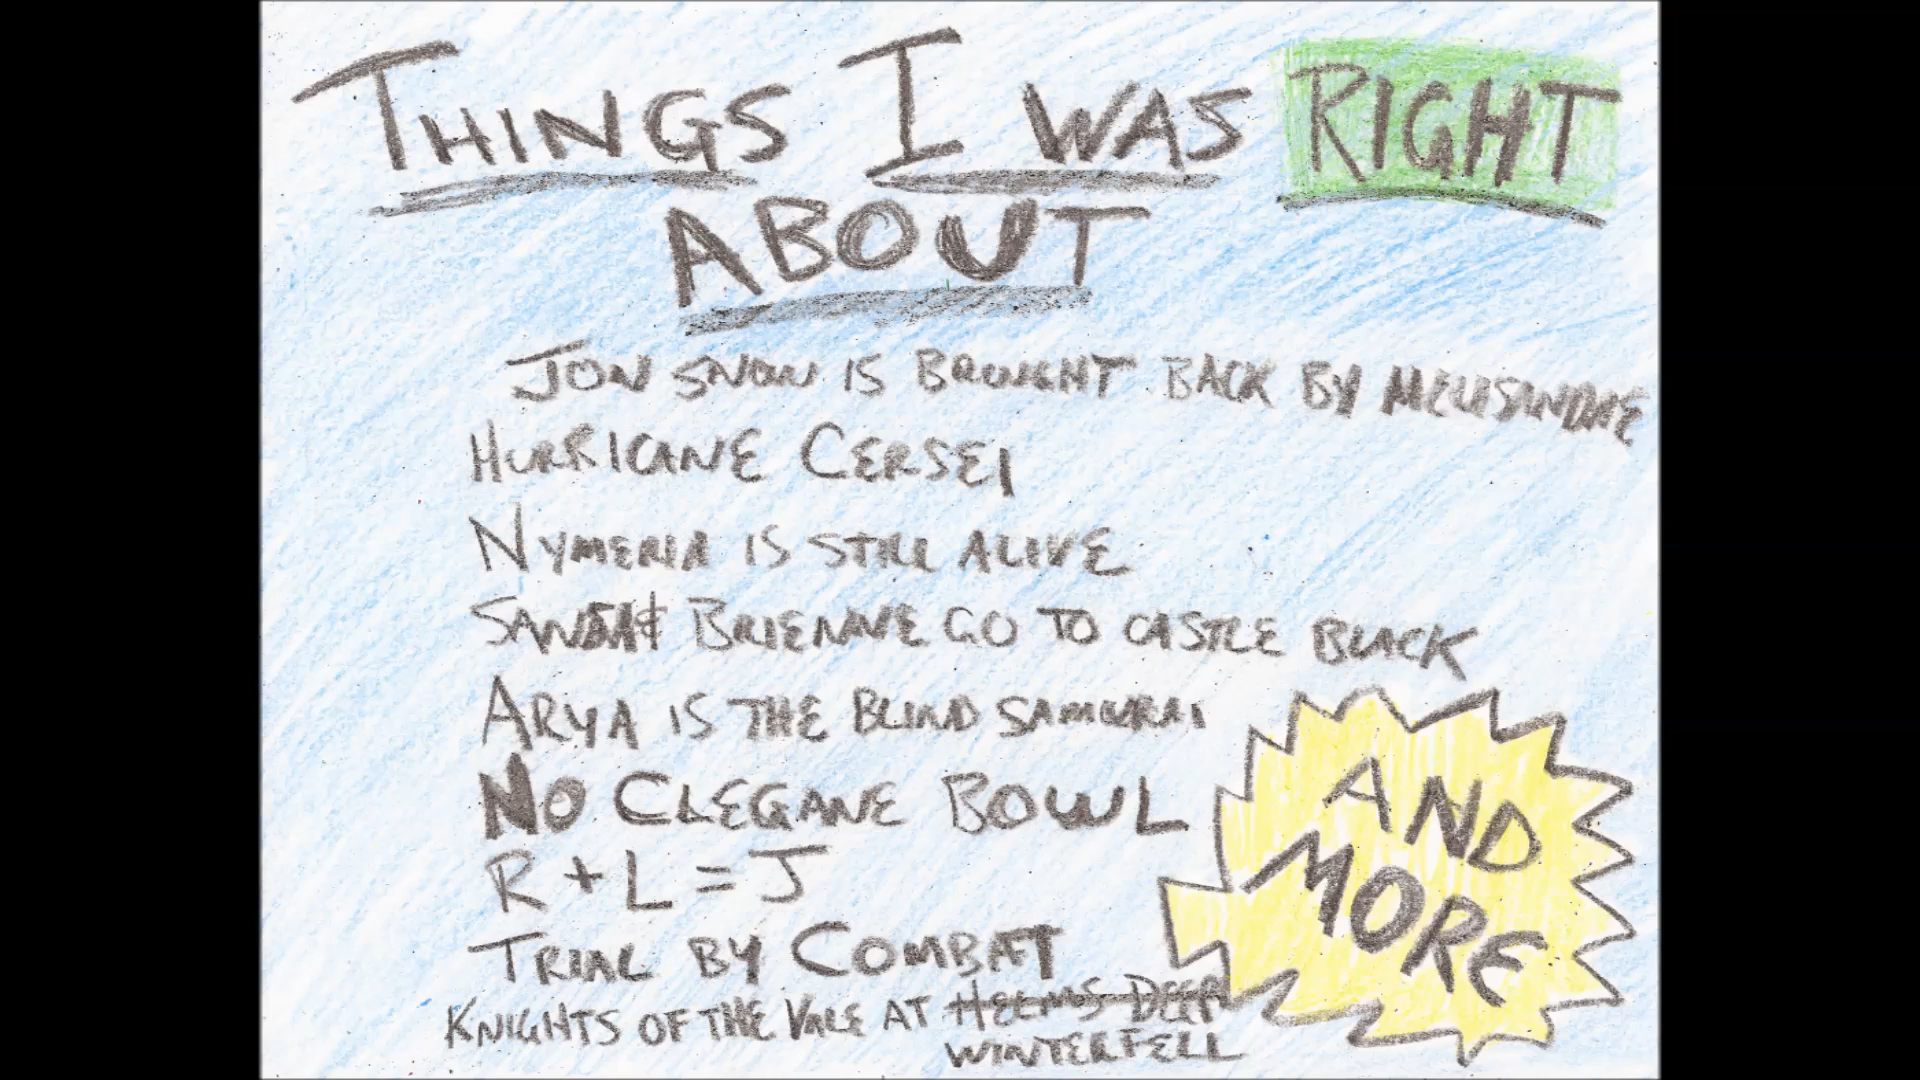 THINGS I WAS RIGHT
ABOUT
JON SNOW IS BROUGHT BACK BY MELISANDRE
HURRICANE CERSEI
NYMERIA IS STILL ALIVE
SANSA & BRIENNE GO TO CASTLE BLACK
ARYA IS THE BLIND SAMURAI
NO CLEGANE BOWL
R + L = J
TRIAL BY COMBAT
KNIGHTS OF THE VALE AT HELMS DEEP
WINTERFELL
AND
MORE